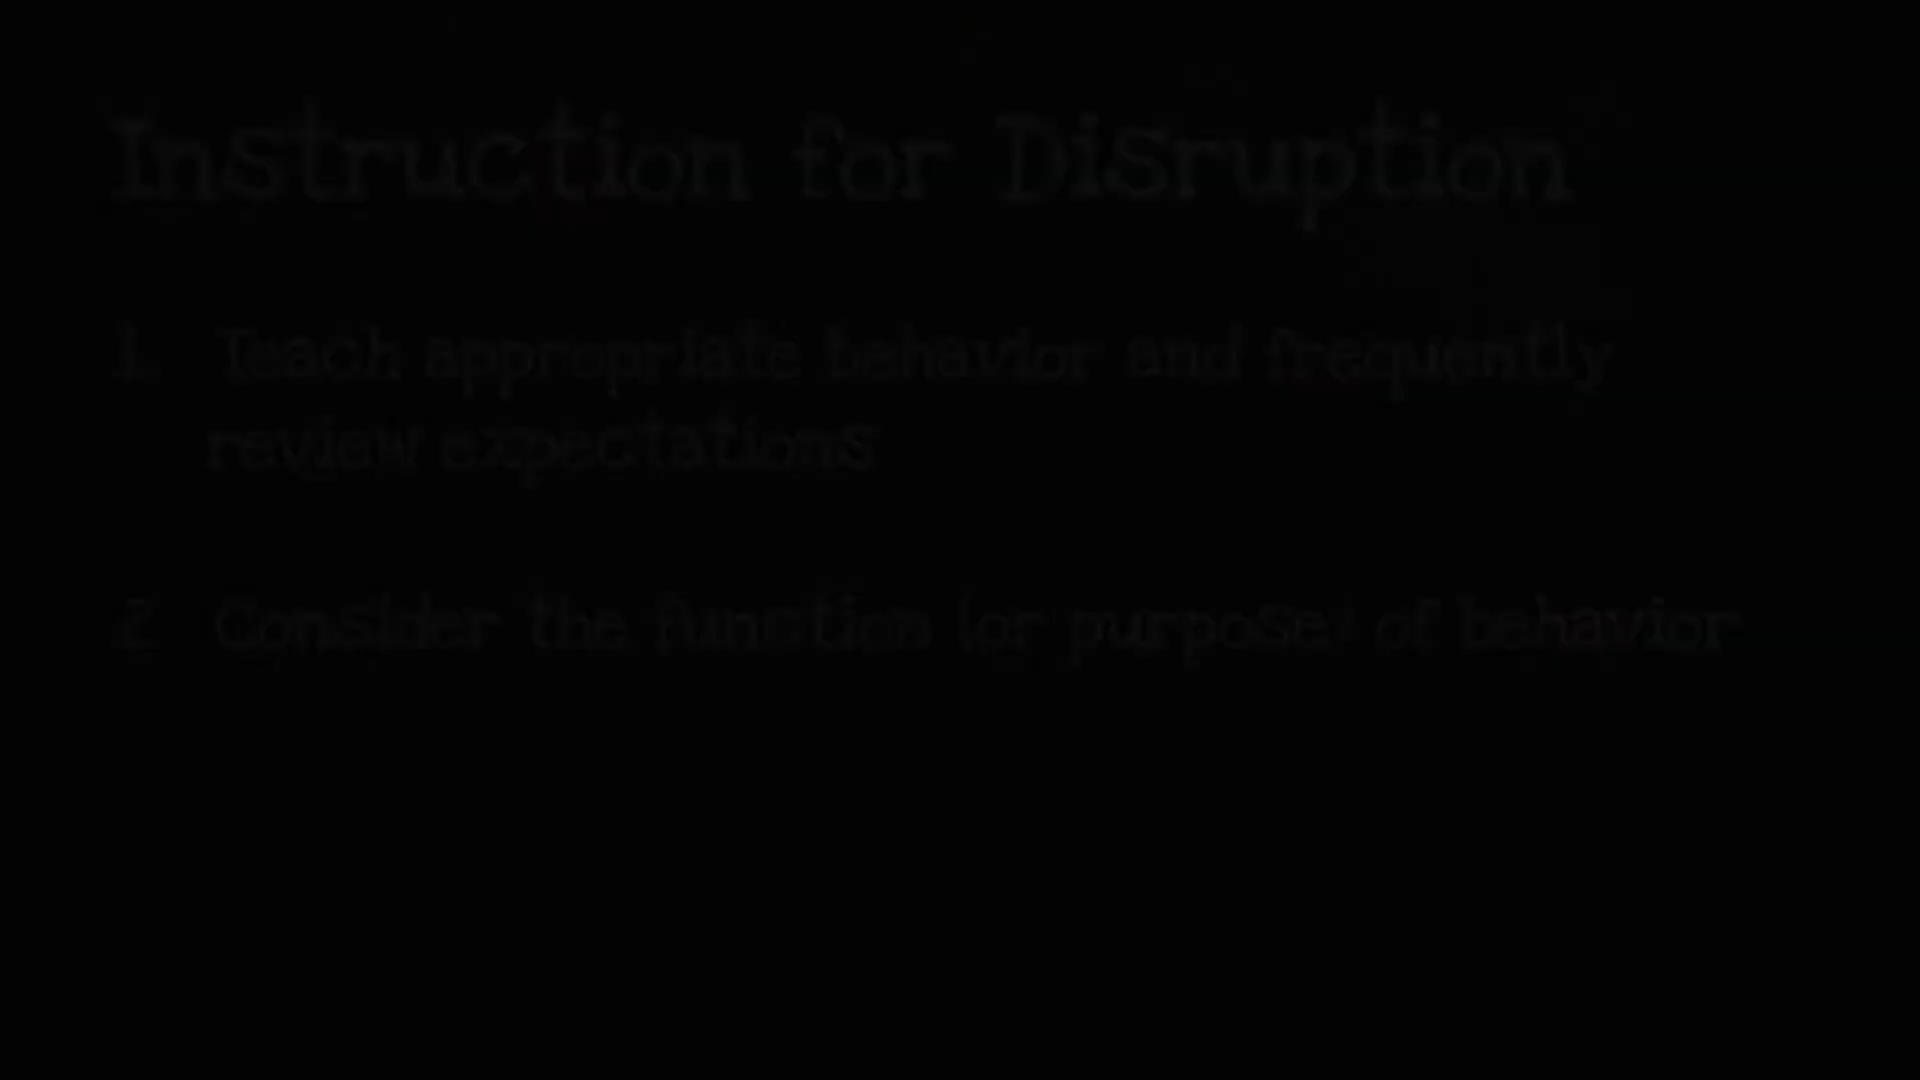 Instruction for Disruption
1. Teach appropriate behavior and frequently
review expectations
2. Consider the function (or purpose) of behavior